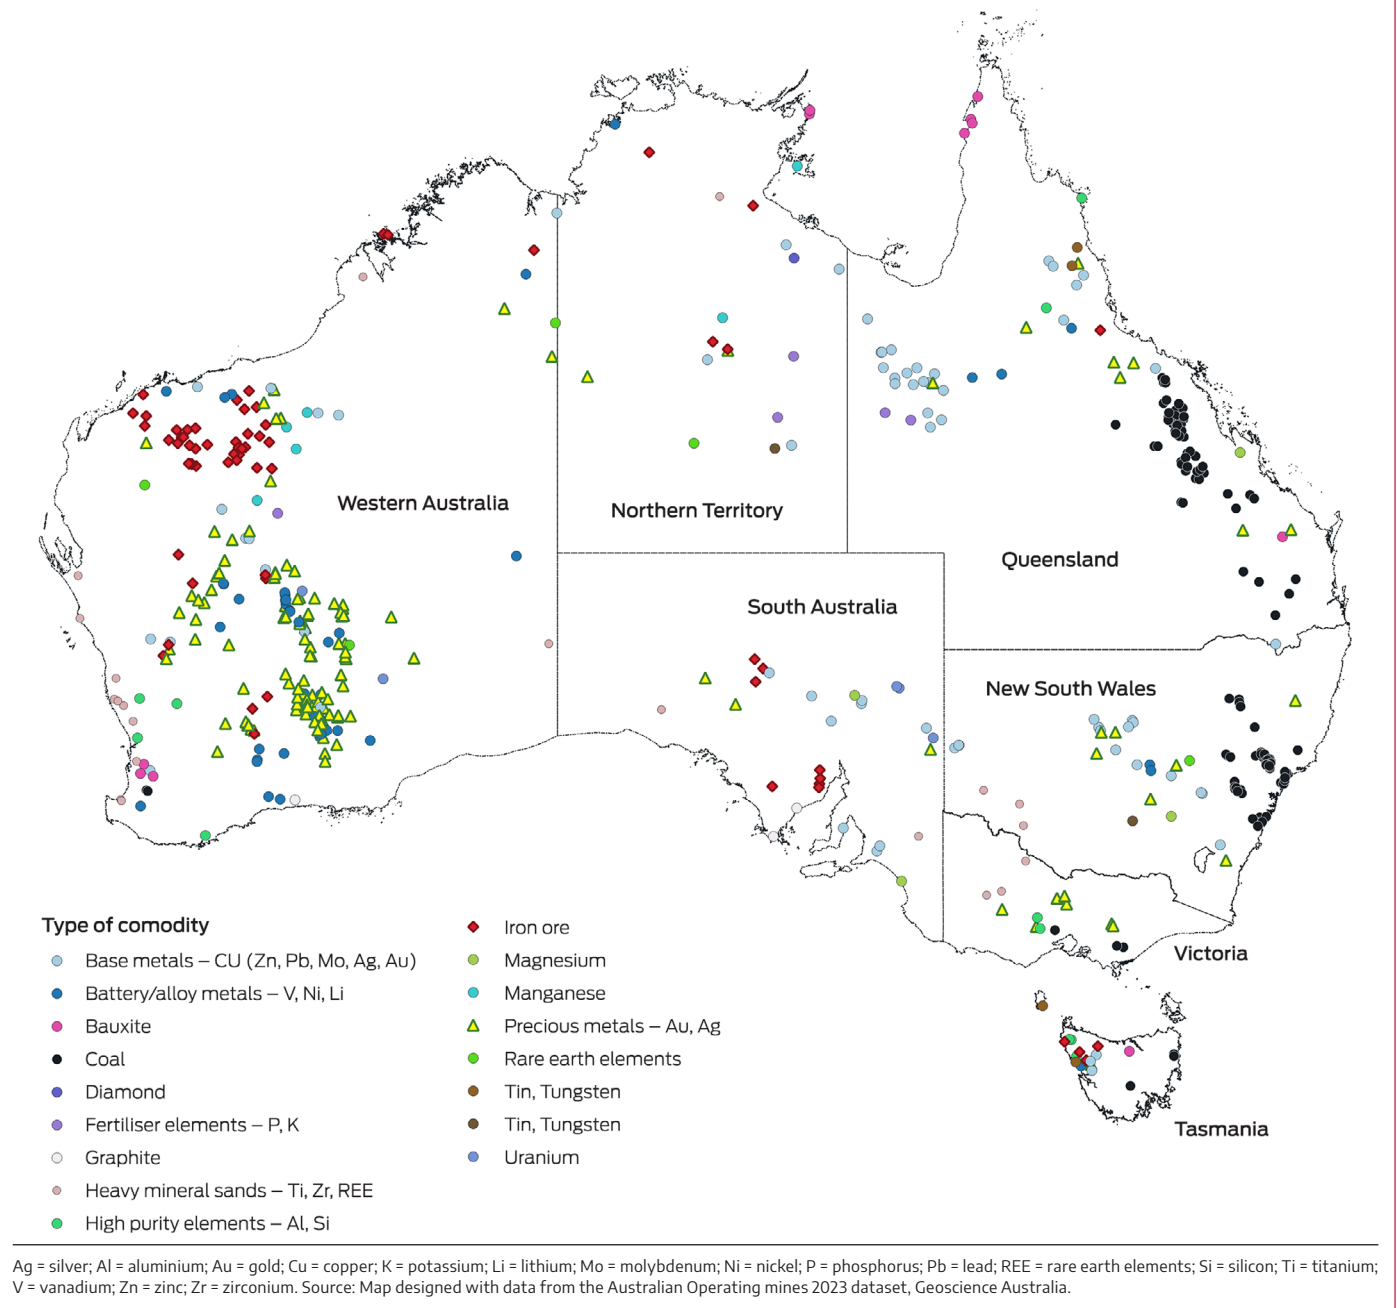 Western Australia
Northern Territory
Queensland
South Australia
New South Wales
Victoria
Tasmania
Type of comodity
Base metals – CU (Zn, Pb, Mo, Ag, Au)
Battery/alloy metals – V, Ni, Li
Bauxite
Coal
Diamond
Fertiliser elements – P, K
Graphite
Heavy mineral sands – Ti, Zr, REE
High purity elements – Al, Si
Iron ore
Magnesium
Manganese
Precious metals – Au, Ag
Rare earth elements
Tin, Tungsten
Tin, Tungsten
Uranium
Ag = silver; Al = aluminium; Au = gold; Cu = copper; K = potassium; Li = lithium; Mo = molybdenum; Ni = nickel; P = phosphorus; Pb = lead; REE = rare earth elements; Si = silicon; Ti = titanium;
V = vanadium; Zn = zinc; Zr = zirconium. Source: Map designed with data from the Australian Operating mines 2023 dataset, Geoscience Australia.